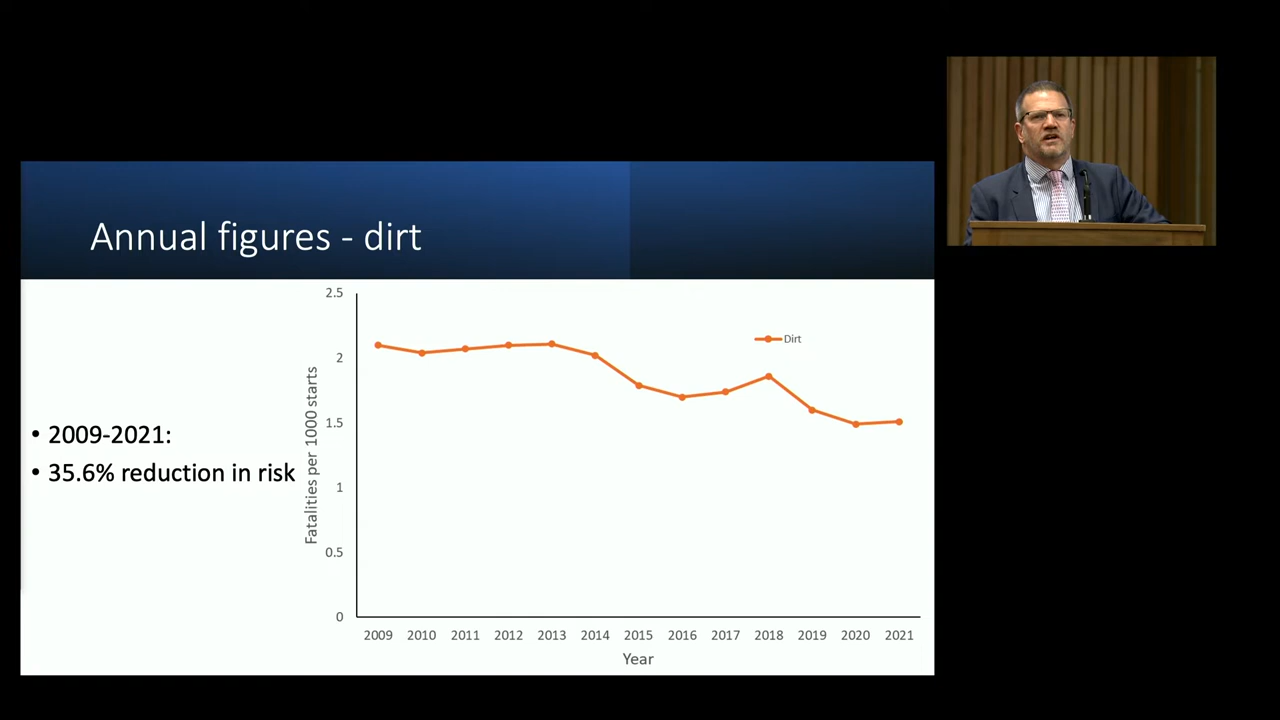 Annual figures - dirt
• 2009-2021:
• 35.6% reduction in risk
Fatalities per 1000 starts
2.5
2
1.5
1
0.5
0
Dirt
2009 2010 2011 2012 2013 2014 2015 2016 2017 2018 2019 2020 2021
Year